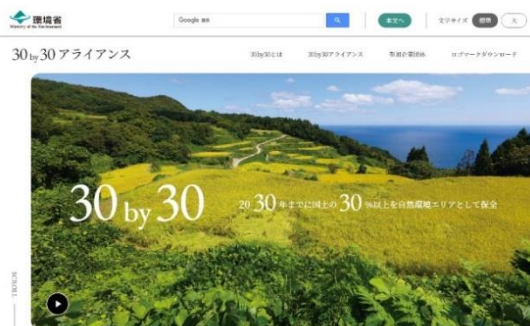 環境省
Ministry of the Environment
Google 検索
本文へ
文字サイズ 標準 大
30 by 30 アライアンス
30by30とは
30by30アライアンス
参加企業団体
ロゴマークダウンロード
30 by 30
2030年までに国土の30%以上を自然環境エリアとして保全
SCROLL